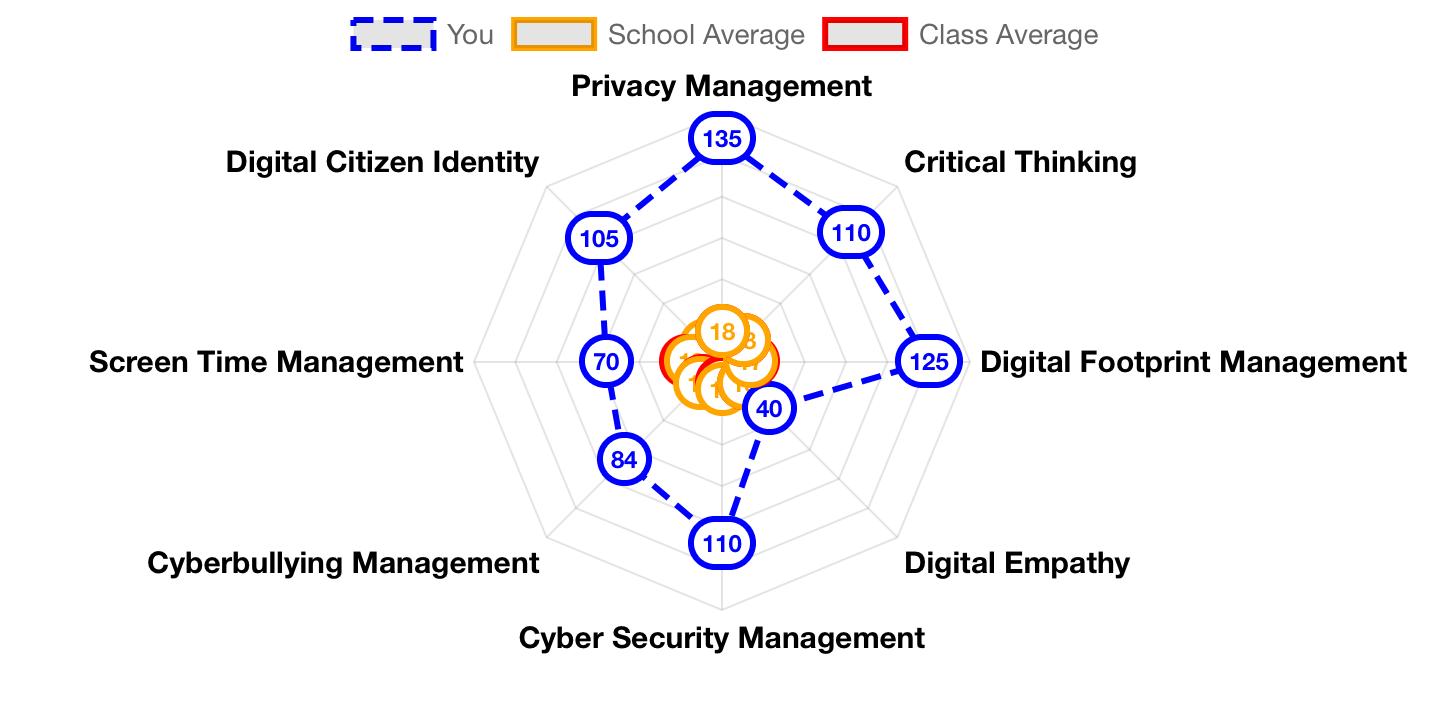 You School Average Class Average
Privacy Management
135
Digital Citizen Identity Critical Thinking
105 110
18
Screen Time Management 70 125 Digital Footprint Management
40
84
110
Cyberbullying Management Digital Empathy
Cyber Security Management